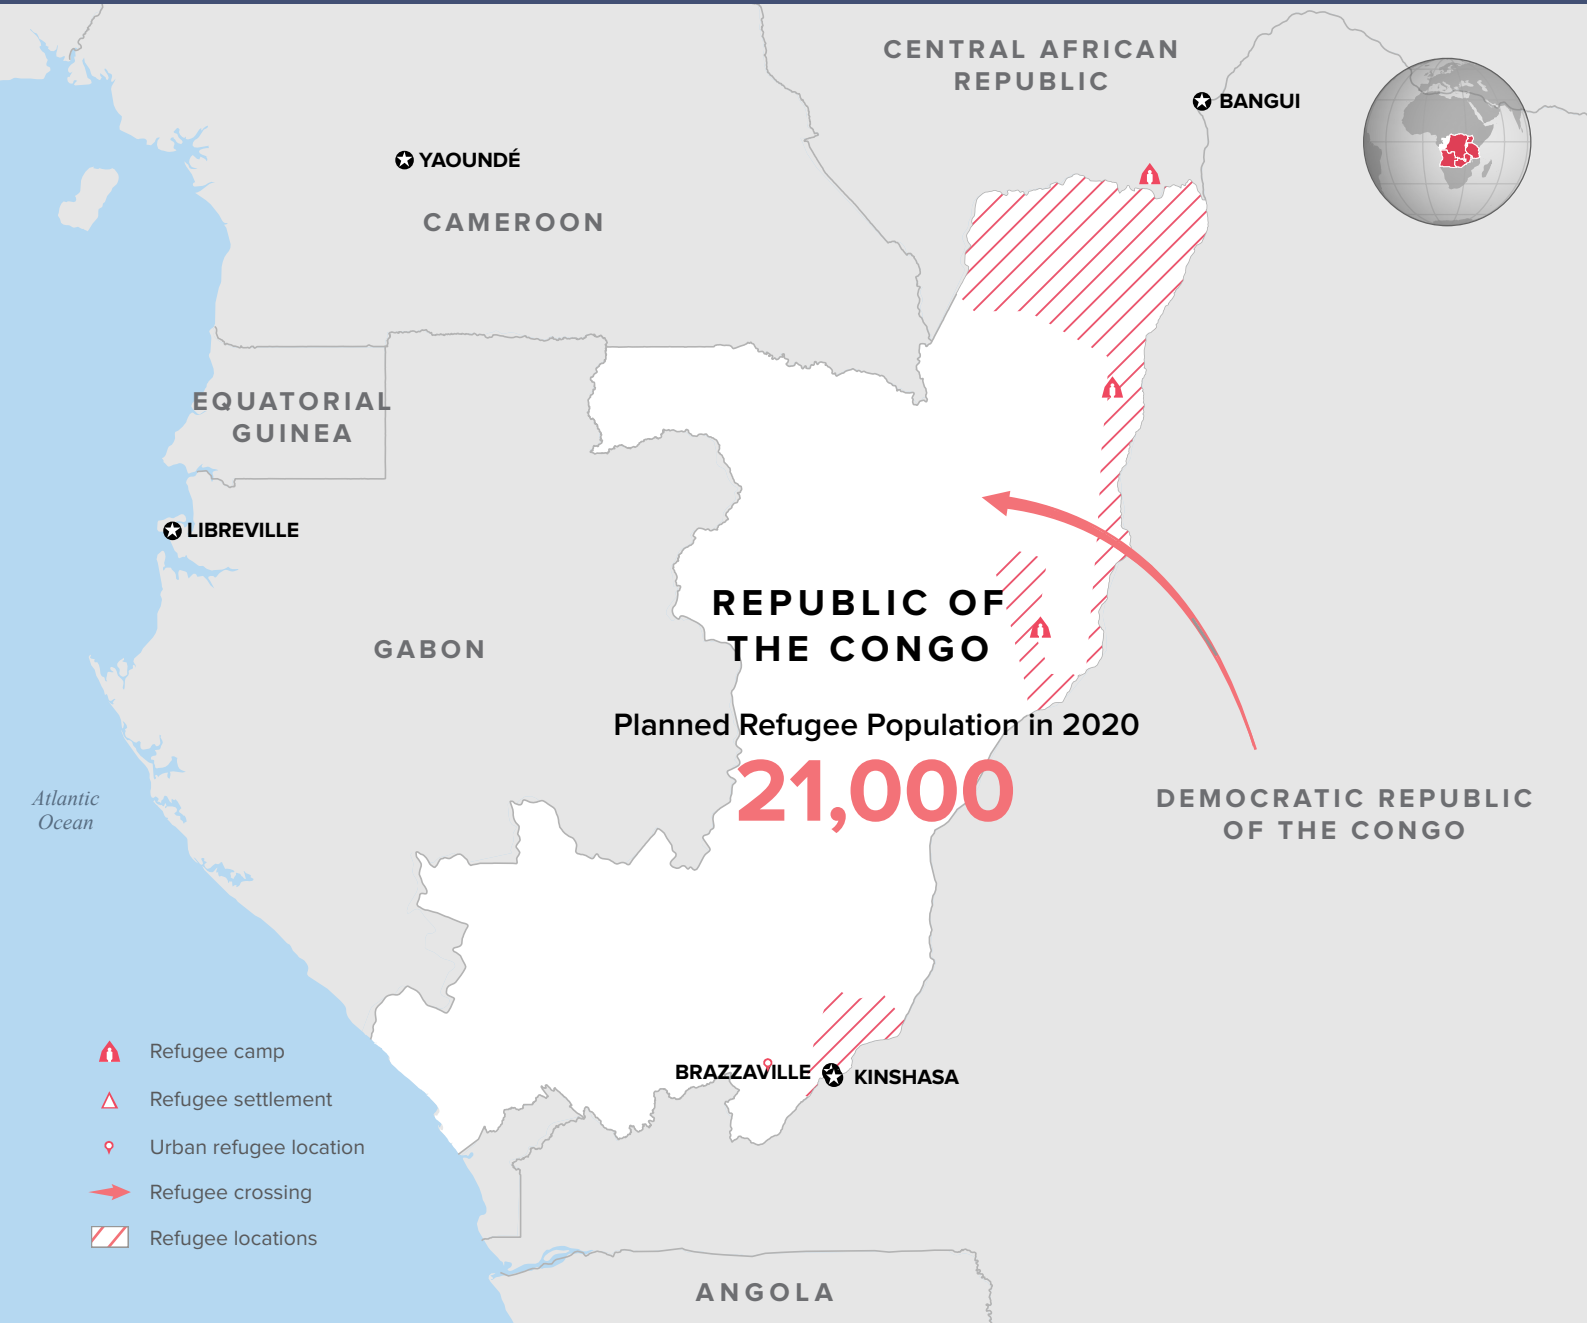 CENTRAL AFRICAN
REPUBLIC
BANGUI
YAOUNDÉ
CAMEROON
EQUATORIAL
GUINEA
LIBREVILLE
GABON
REPUBLIC OF
THE CONGO
Planned Refugee Population in 2020
21,000
Atlantic
Ocean
DEMOCRATIC REPUBLIC
OF THE CONGO
BRAZZAVILLE
KINSHASA
Refugee camp
Refugee settlement
Urban refugee location
Refugee crossing
Refugee locations
ANGOLA